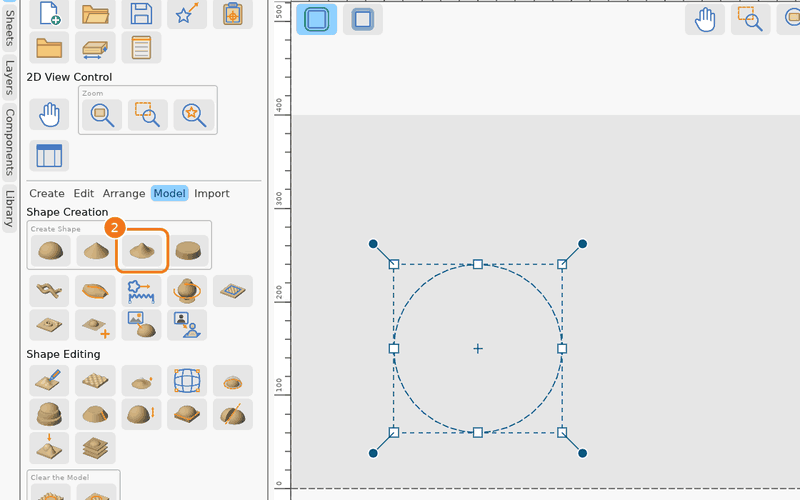 Sheets
Layers
Components
Library
2D View Control
Zoom
Create Edit Arrange Model Import
Shape Creation
Create Shape
2
Shape Editing
Clear the Model
500
400
300
200
100
0